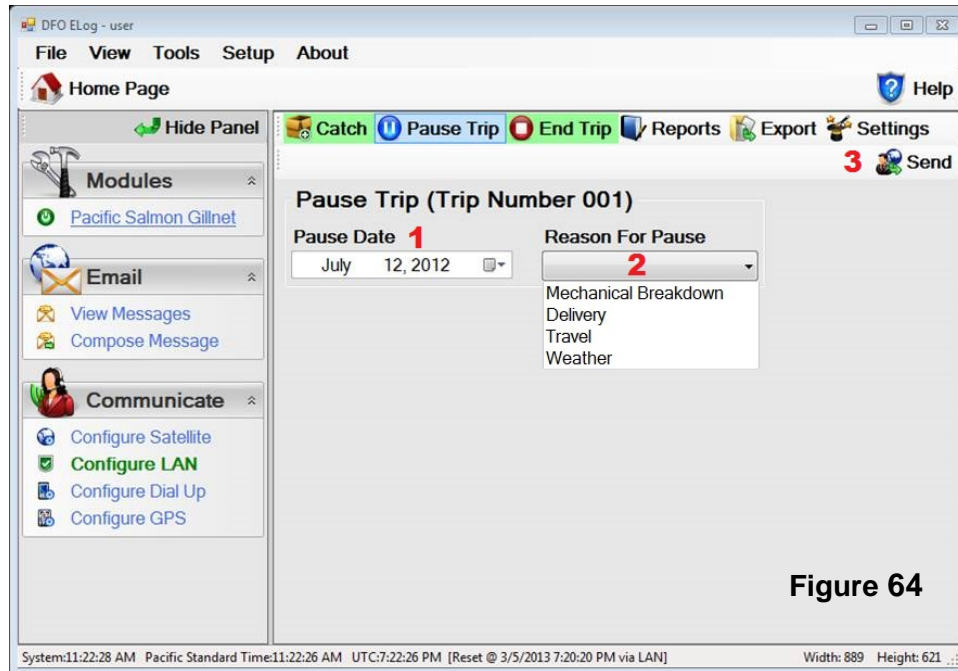 DFO ELog - user
File View Tools Setup About
Home Page Help
Hide Panel Catch Pause Trip End Trip Reports Export Settings
3 Send
Modules
Pacific Salmon Gillnet
Email
View Messages
Compose Message
Communicate
Configure Satellite
Configure LAN
Configure Dial Up
Configure GPS
Pause Trip (Trip Number 001)
Pause Date 1 Reason For Pause
July 12, 2012 2
Mechanical Breakdown
Delivery
Travel
Weather
Figure 64
System:11:22:28 AM Pacific Standard Time:11:22:26 AM UTC:7:22:26 PM [Reset @ 3/5/2013 7:20:20 PM via LAN] Width: 889 Height: 621